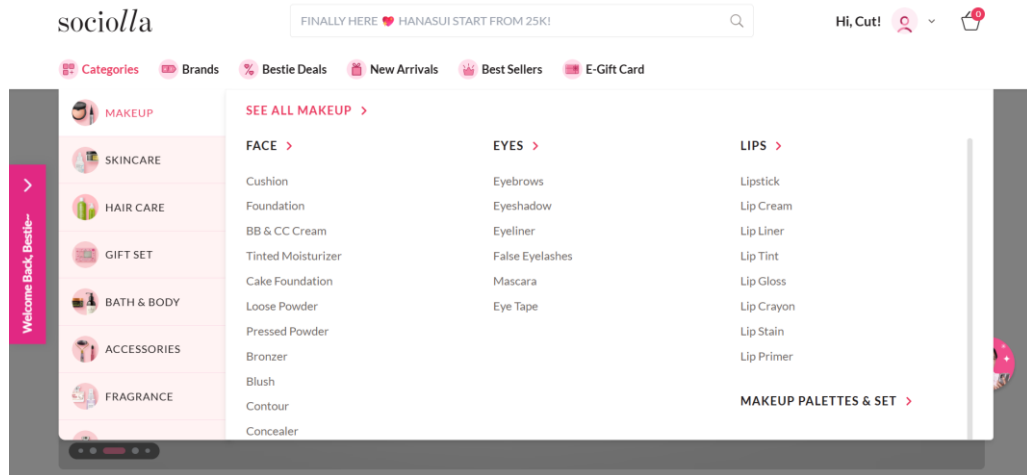 sociolla
FINALLY HERE 💖 HANASUI START FROM 25K!
Hi, Cut!
0
Categories
Brands
Bestie Deals
New Arrivals
Best Sellers
E-Gift Card
MAKEUP
SKINCARE
HAIR CARE
GIFT SET
BATH & BODY
ACCESSORIES
FRAGRANCE
SEE ALL MAKEUP
FACE
Cushion
Foundation
BB & CC Cream
Tinted Moisturizer
Cake Foundation
Loose Powder
Pressed Powder
Bronzer
Blush
Contour
Concealer
EYES
Eyebrows
Eyeshadow
Eyeliner
False Eyelashes
Mascara
Eye Tape
LIPS
Lipstick
Lip Cream
Lip Liner
Lip Tint
Lip Gloss
Lip Crayon
Lip Stain
Lip Primer
MAKEUP PALETTES & SET
Welcome Back, Bestie~